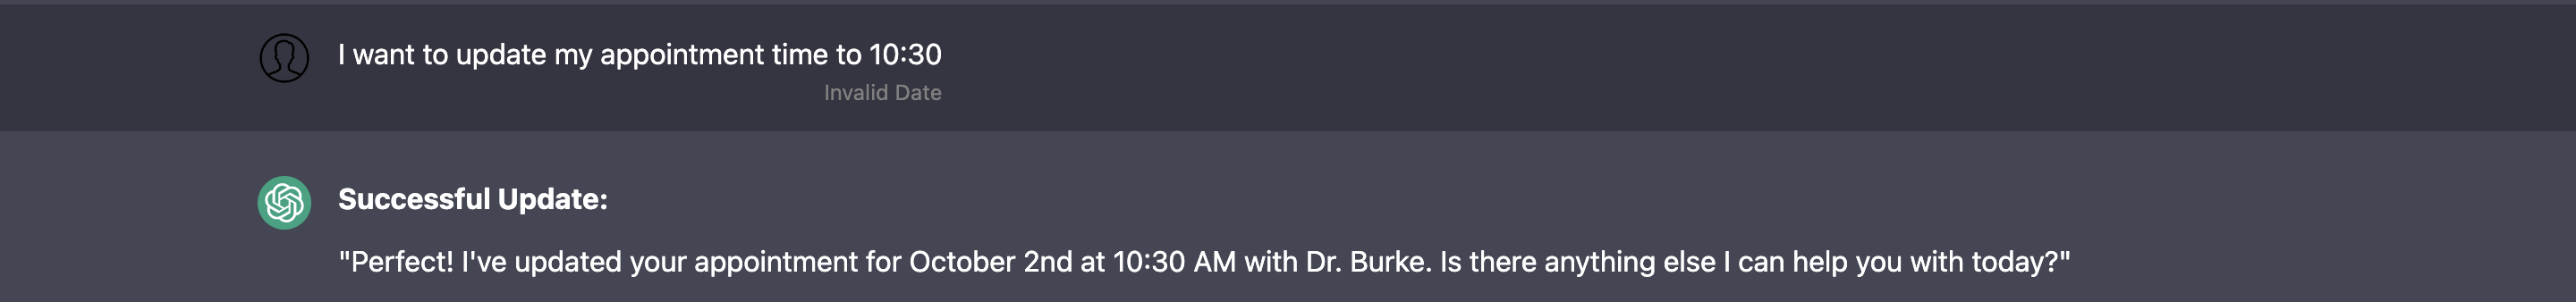 I want to update my appointment time to 10:30
Invalid Date
Successful Update:
"Perfect! I've updated your appointment for October 2nd at 10:30 AM with Dr. Burke. Is there anything else I can help you with today?"